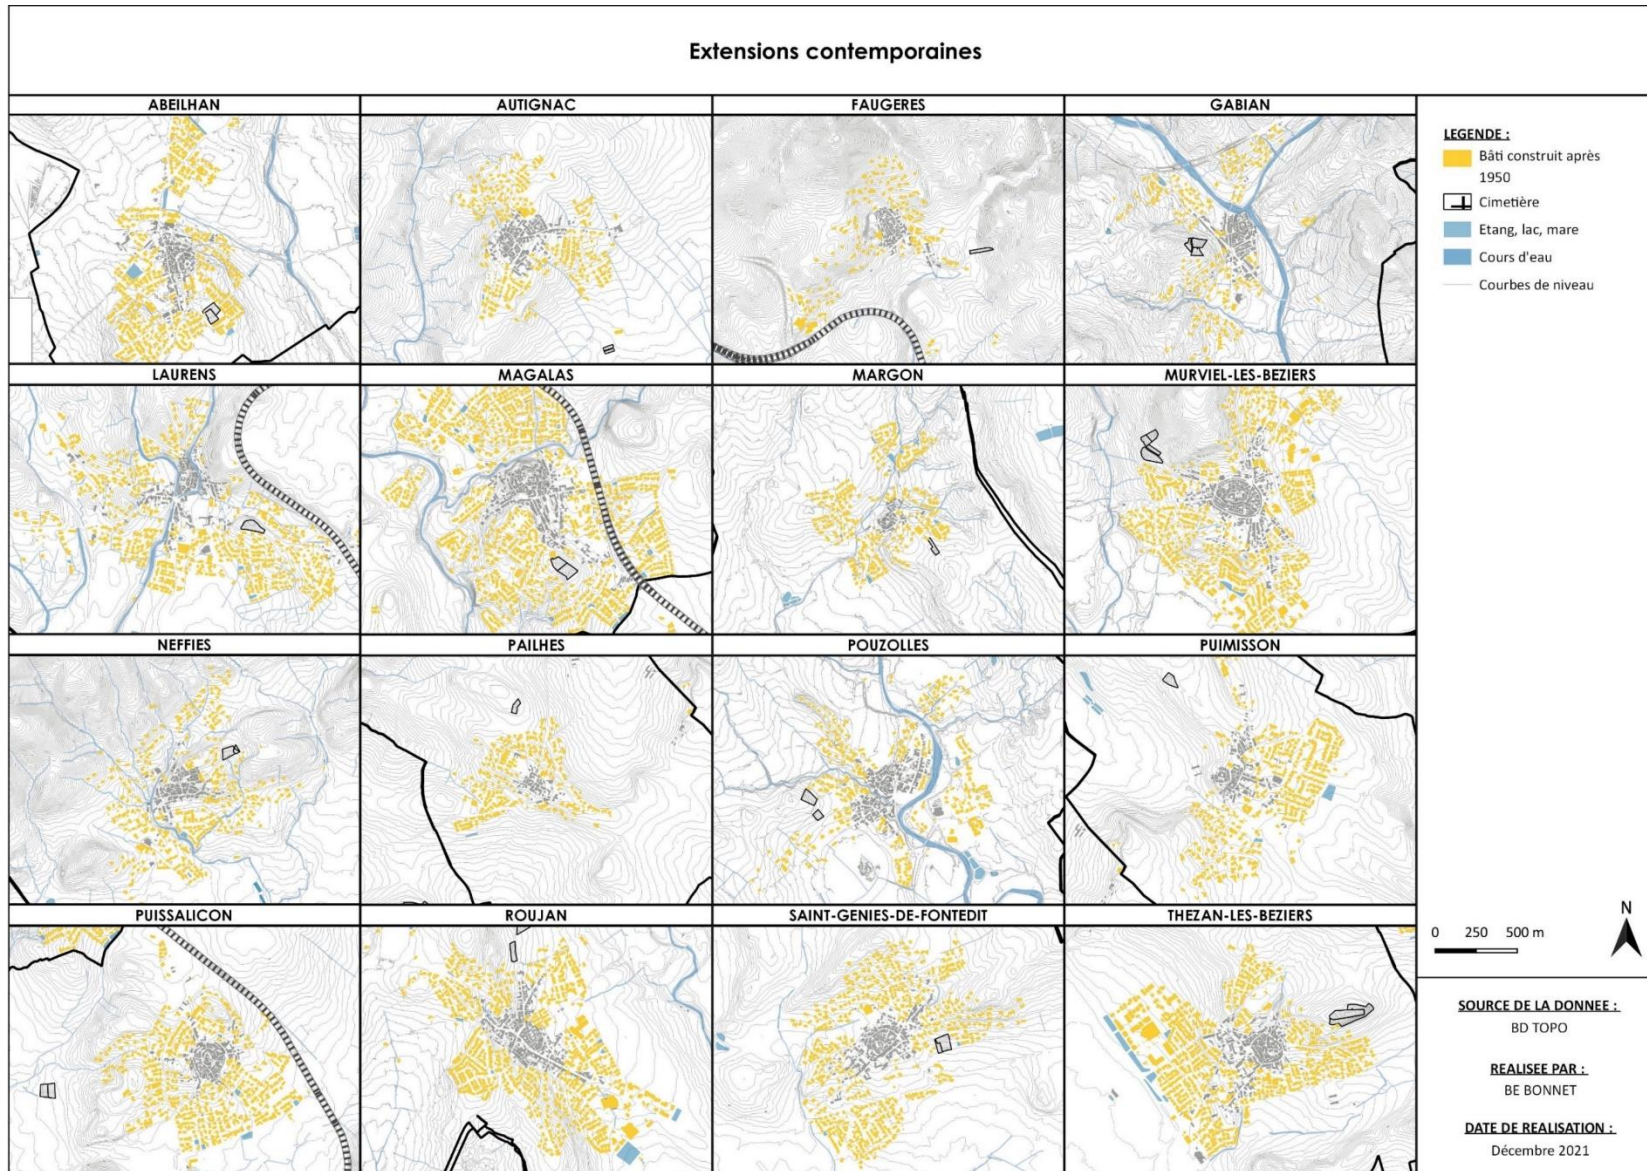 Extensions contemporaines
ABEILHAN
AUTIGNAC
FAUGERES
GABIAN
LAURENS
MAGALAS
MARGON
MURVIEL-LES-BEZIERS
NEFFIES
PAILHES
POUZOLLES
PUIMISSON
PUISSALICON
ROUJAN
SAINT-GENIES-DE-FONTEDIT
THEZAN-LES-BEZIERS
LEGENDE :
Bâti construit après
1950
Cimetière
Etang, lac, mare
Cours d'eau
Courbes de niveau
N
0 250 500 m
SOURCE DE LA DONNEE :
BD TOPO
REALISEE PAR :
BE BONNET
DATE DE REALISATION :
Décembre 2021